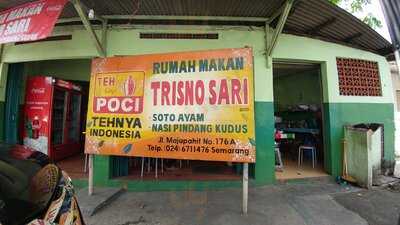 TEH
POCI
TEHNYA
INDONESIA
RUMAH MAKAN
TRISNO SARI
SOTO AYAM
NASI PINDANG KUDUS
Jl. Majapahit No. 176 A
Telp. (024) 6711476 Semarang